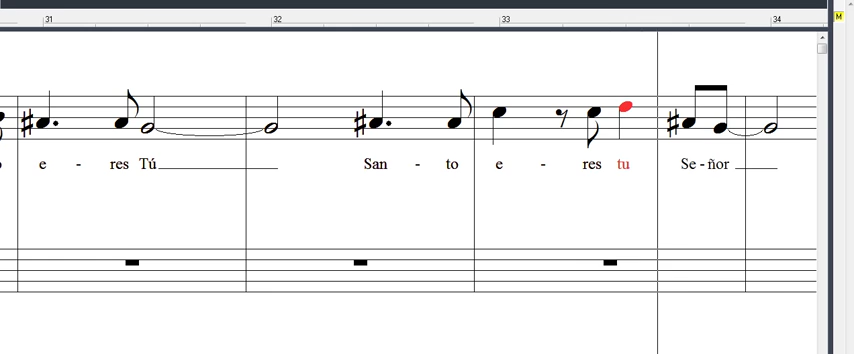 31 32 33 34
M
e - res Tú San - to e - res tu Se - ñor